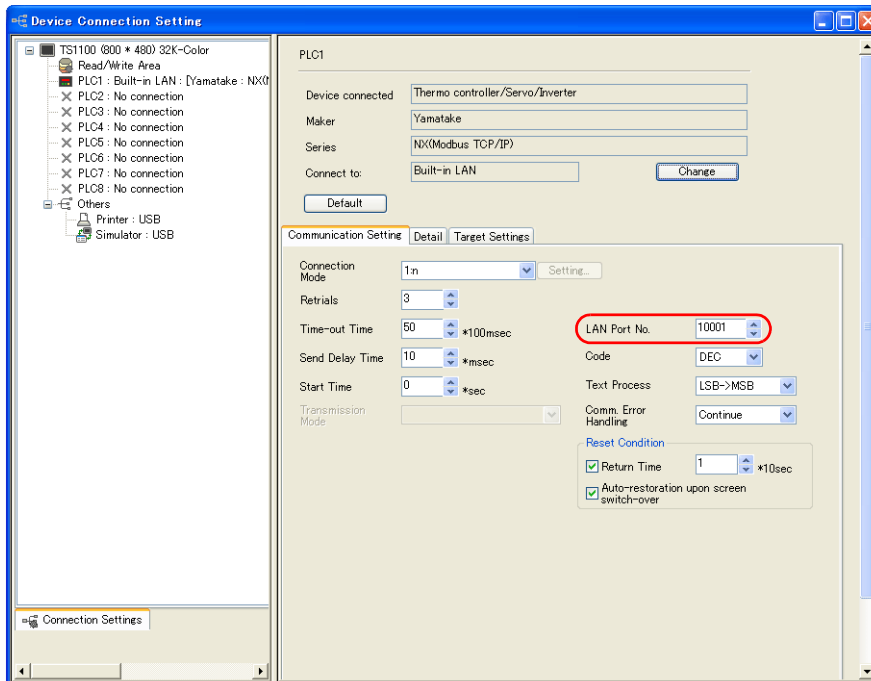 Device Connection Setting
TS1100 (800 * 480) 32K-Color
Read/Write Area
PLC1 : Built-in LAN : [Yamatake : NX(M
PLC2 : No connection
PLC3 : No connection
PLC4 : No connection
PLC5 : No connection
PLC6 : No connection
PLC7 : No connection
PLC8 : No connection
Others
Printer : USB
Simulator : USB
Connection Settings
PLC1
Device connected Thermo controller/Servo/Inverter
Maker Yamatake
Series NX(Modbus TCP/IP)
Connect to: Built-in LAN Change
Default
Communication Setting Detail Target Settings
Connection
Mode 1:n Setting...
Retrials 3
Time-out Time 50 *100msec LAN Port No. 10001
Send Delay Time 10 *msec Code DEC
Start Time 0 *sec Text Process LSB->MSB
Transmission
Mode
Comm. Error
Handling Continue
Reset Condition
Return Time 1 *10sec
Auto-restoration upon screen
switch-over